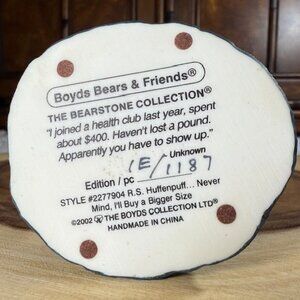 Boyds Bears & Friends®
THE BEARSTONE COLLECTION®
"I joined a health club last year, spent
about $400. Haven't lost a pound.
Apparently you have to show up."
Unknown
Edition / pc 1E/1187
STYLE #2277904 R.S. Huffenpuff... Never
Mind, I'll Buy a Bigger Size
©2002 THE BOYDS COLLECTION LTD®
HANDMADE IN CHINA